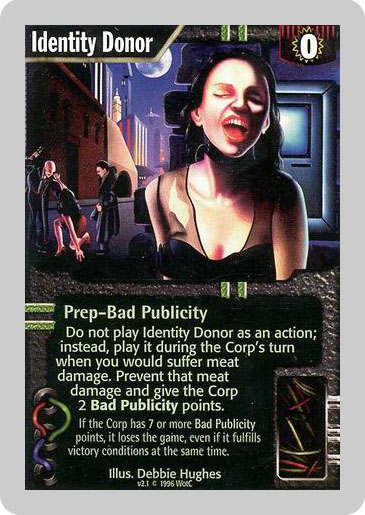 Identity Donor
0
Prep-Bad Publicity
Do not play Identity Donor as an action;
instead, play it during the Corp's turn
when you would suffer meat
damage. Prevent that meat
damage and give the Corp
2 Bad Publicity points.
If the Corp has 7 or more Bad Publicity
points, it loses the game, even if it fulfills
victory conditions at the same time.
Illus. Debbie Hughes
v2.1 © 1996 WotC